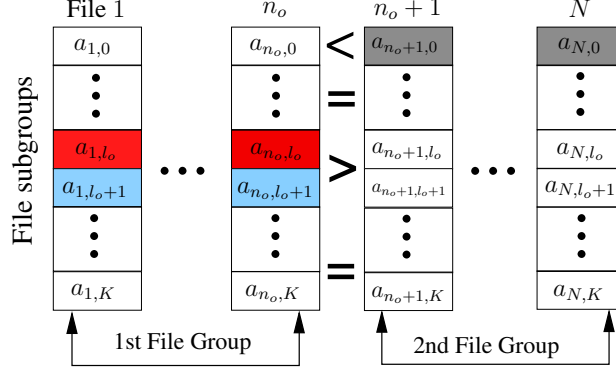 File 1 n_o n_o + 1 N
a_{1,0} a_{n_o,0} < a_{n_o+1,0} a_{N,0}
=
a_{1,l_o} a_{n_o,l_o} a_{n_o+1,l_o} a_{N,l_o}
>
a_{1,l_o+1} a_{n_o,l_o+1} a_{n_o+1,l_o+1} a_{N,l_o+1}
=
a_{1,K} a_{n_o,K} a_{n_o+1,K} a_{N,K}
File subgroups
1st File Group 2nd File Group